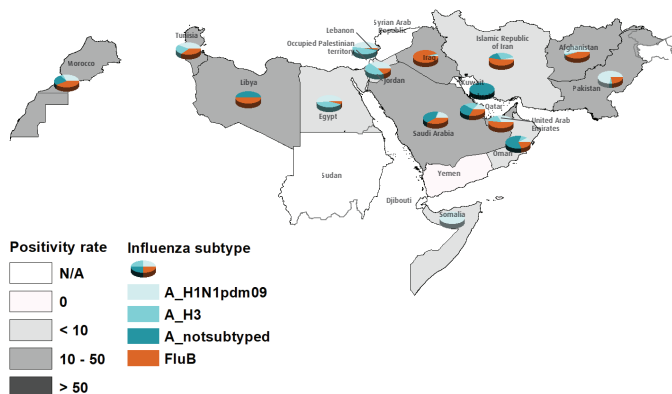 Tunisia
Morocco
Lebanon
Syrian Arab
Republic
Occupied Palestinian
territory
Jordan
Iraq
Islamic Republic
of Iran
Afghanistan
Pakistan
Kuwait
Libya
Egypt
Qatar
United Arab
Emirates
Saudi Arabia
Oman
Sudan
Yemen
Djibouti
Somalia
Positivity rate
N/A
0
< 10
10 - 50
> 50
Influenza subtype
A_H1N1pdm09
A_H3
A_notsubtyped
FluB